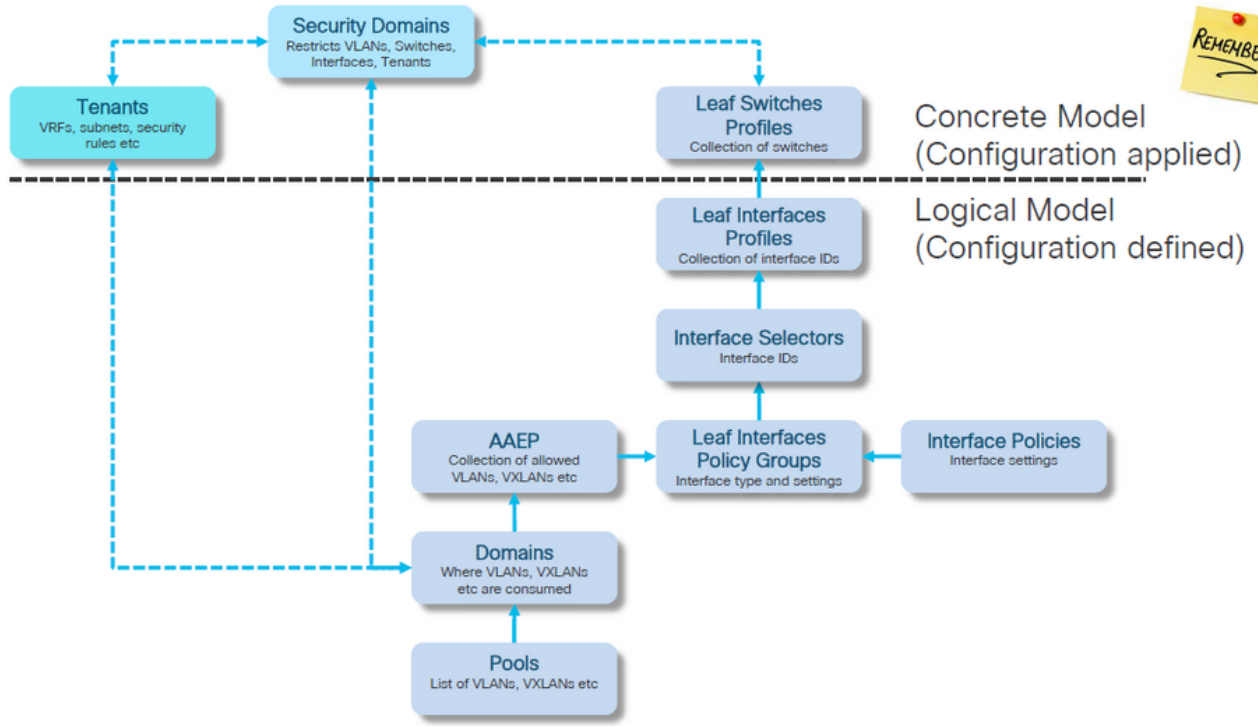 Security Domains
Restricts VLANs, Switches,
Interfaces, Tenants
Tenants
VRFs, subnets, security
rules etc
Leaf Switches
Profiles
Collection of switches
Concrete Model
(Configuration applied)
Logical Model
(Configuration defined)
Leaf Interfaces
Profiles
Collection of interface IDs
Interface Selectors
Interface IDs
AAEP
Collection of allowed
VLANs, VXLANs etc
Leaf Interfaces
Policy Groups
Interface type and settings
Interface Policies
Interface settings
Domains
Where VLANs, VXLANs
etc are consumed
Pools
List of VLANs, VXLANs etc